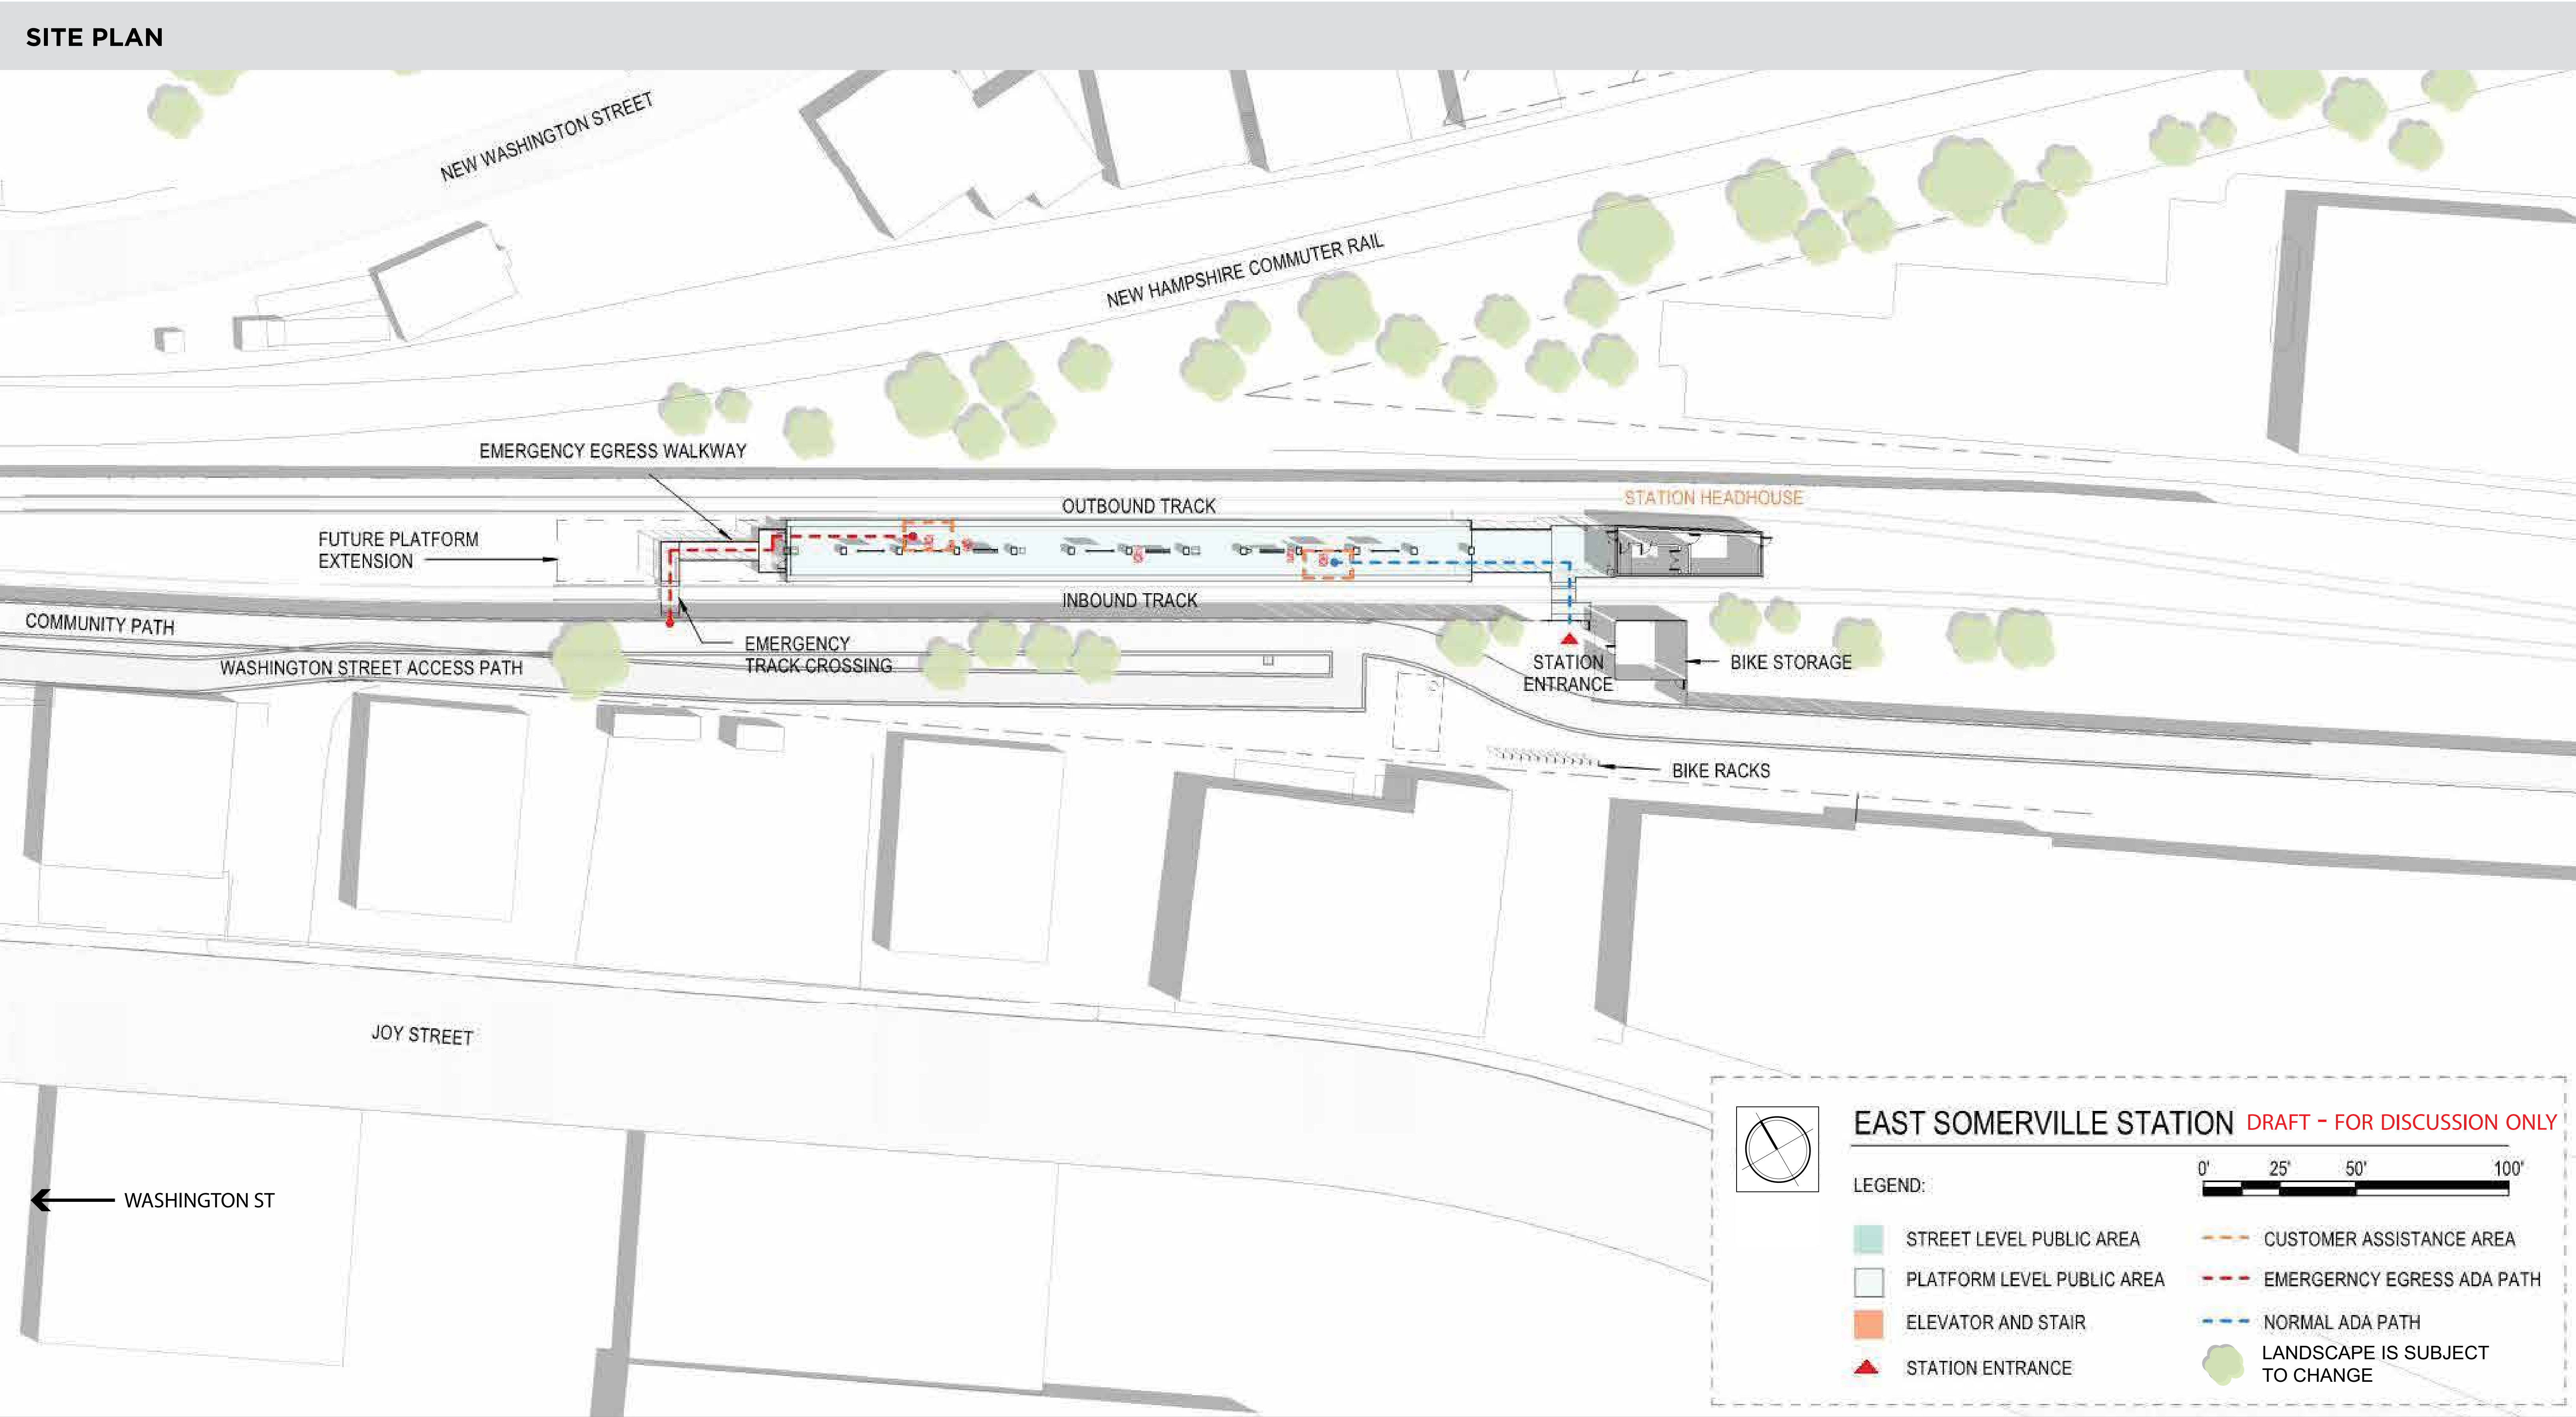 SITE PLAN
NEW WASHINGTON STREET
NEW HAMPSHIRE COMMUTER RAIL
EMERGENCY EGRESS WALKWAY
OUTBOUND TRACK
STATION HEADHOUSE
FUTURE PLATFORM
EXTENSION
INBOUND TRACK
COMMUNITY PATH
EMERGENCY
TRACK CROSSING
WASHINGTON STREET ACCESS PATH
STATION
ENTRANCE
BIKE STORAGE
BIKE RACKS
JOY STREET
WASHINGTON ST
EAST SOMERVILLE STATION DRAFT - FOR DISCUSSION ONLY
0' 25' 50' 100'
LEGEND:
STREET LEVEL PUBLIC AREA
PLATFORM LEVEL PUBLIC AREA
ELEVATOR AND STAIR
STATION ENTRANCE
CUSTOMER ASSISTANCE AREA
EMERGERNCY EGRESS ADA PATH
NORMAL ADA PATH
LANDSCAPE IS SUBJECT
TO CHANGE